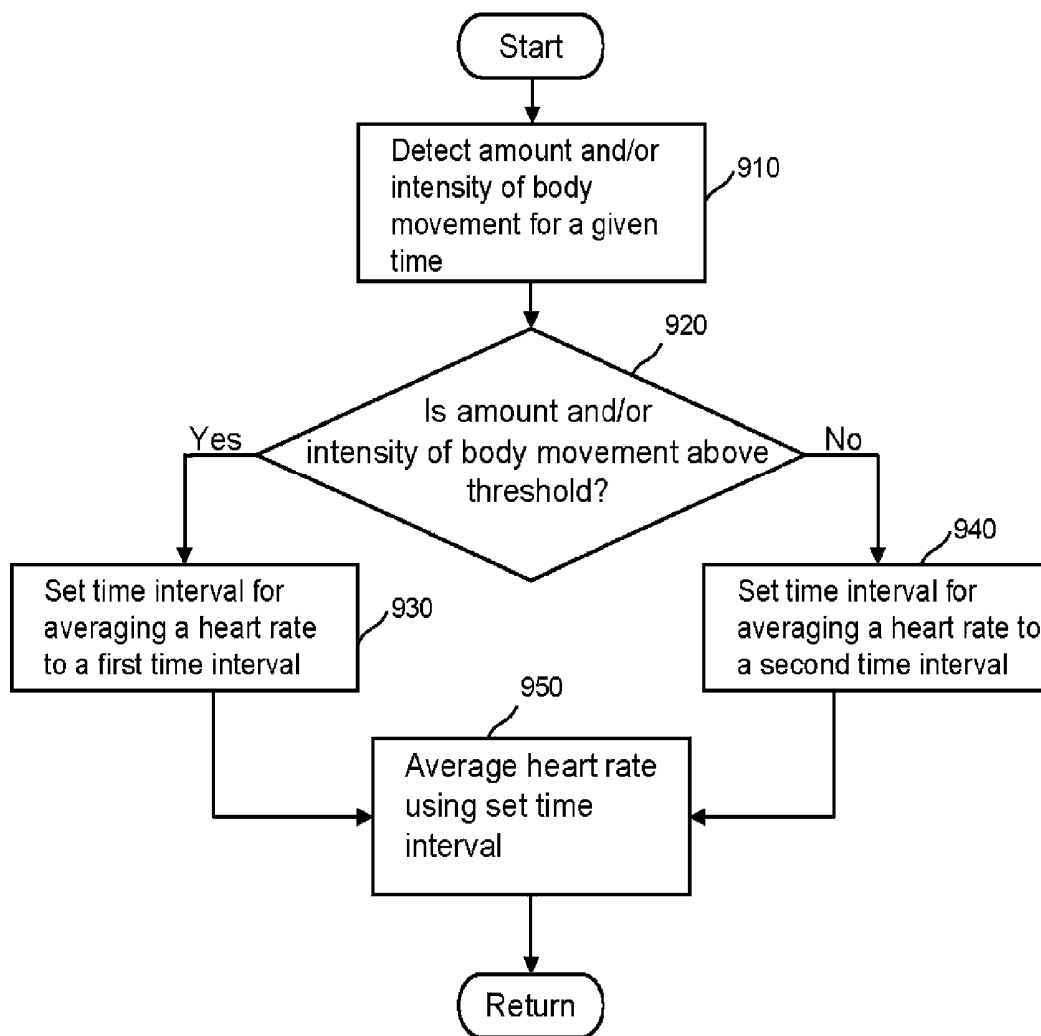 Start
Detect amount and/or
intensity of body
movement for a given
time
910
920
Is amount and/or
intensity of body movement above
threshold?
Yes
No
Set time interval for
averaging a heart rate
to a first time interval
930
940
Set time interval for
averaging a heart rate to
a second time interval
950
Average heart rate
using set time
interval
Return